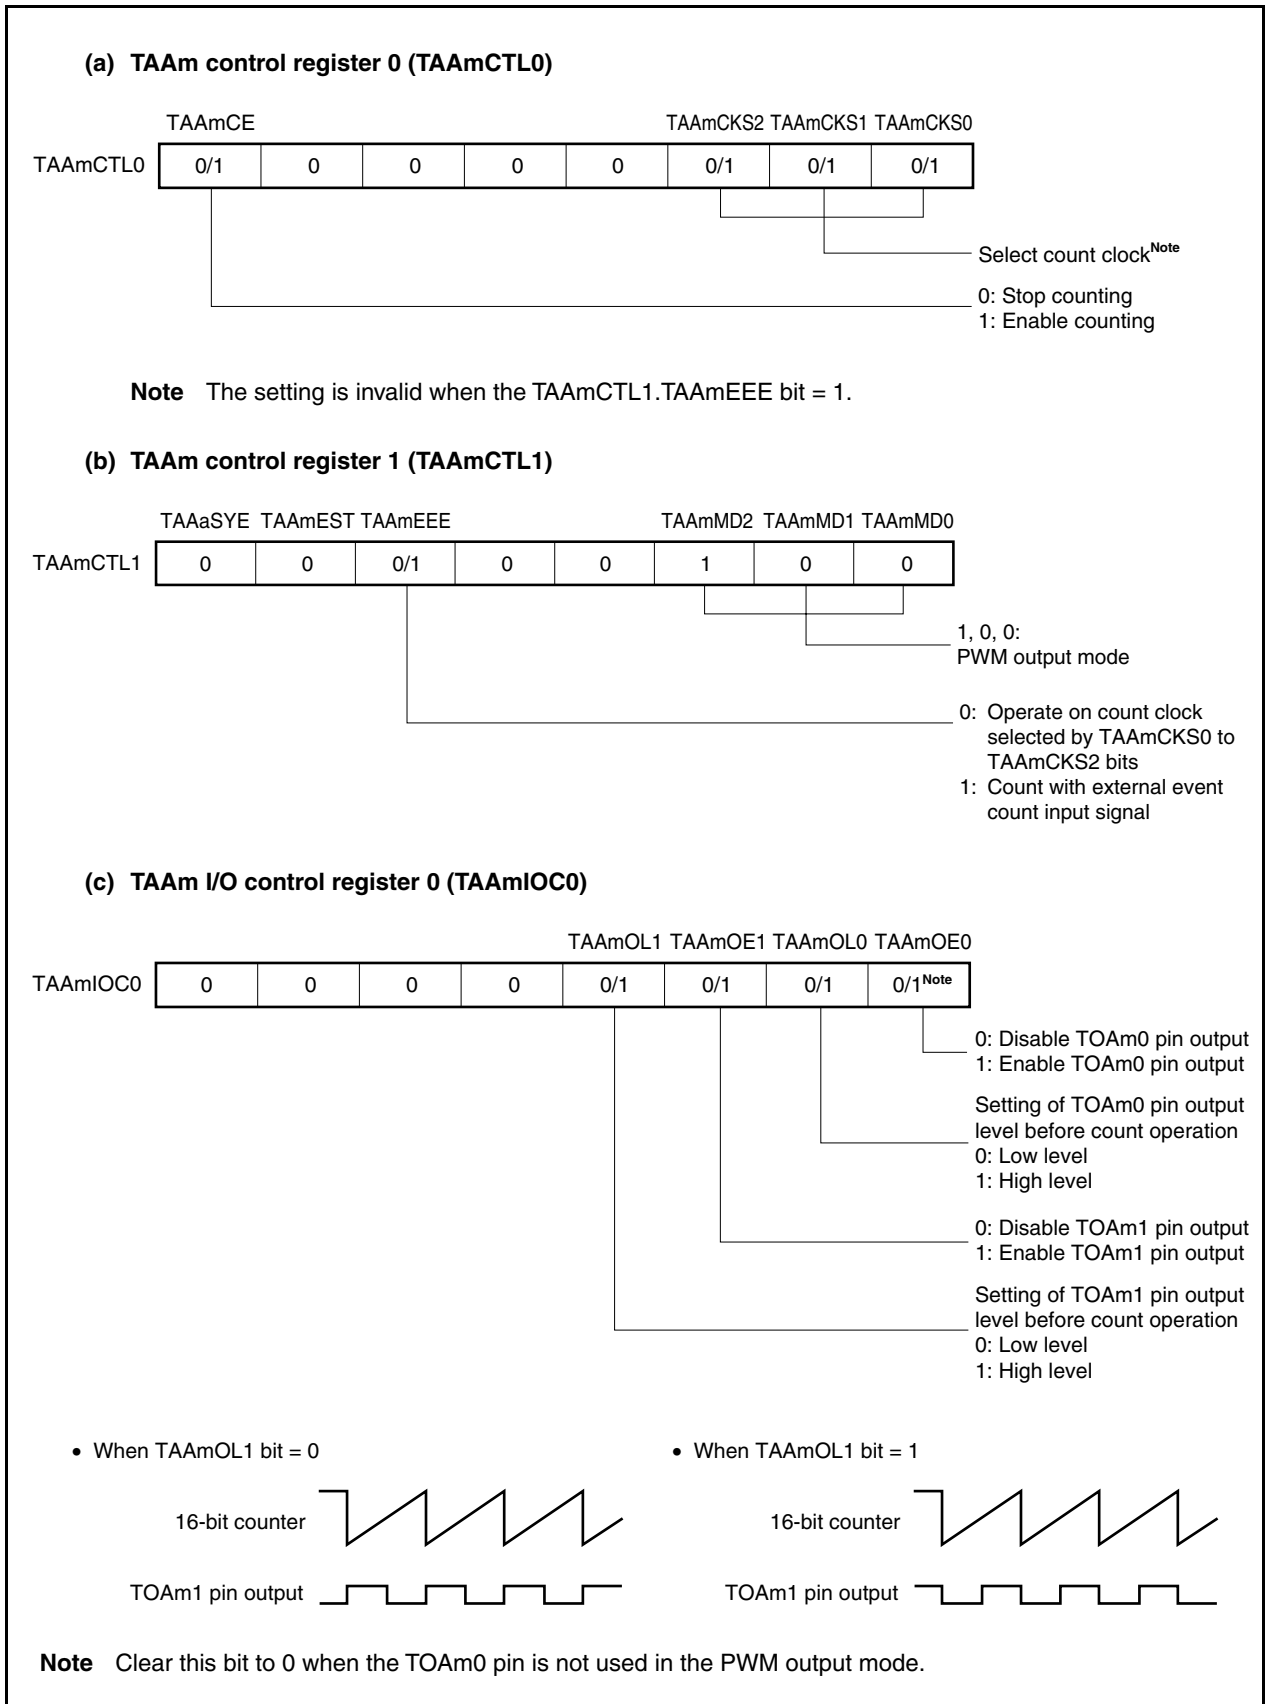 (a) TAAm control register 0 (TAAmCTL0)
TAAmCE TAAmCKS2 TAAmCKS1 TAAmCKS0
TAAmCTL0 0/1 0 0 0 0 0/1 0/1 0/1
Select count clockNote
0: Stop counting
1: Enable counting
Note The setting is invalid when the TAAmCTL1.TAAmEEE bit = 1.
(b) TAAm control register 1 (TAAmCTL1)
TAAaSYE TAAmEST TAAmEEE TAAmMD2 TAAmMD1 TAAmMD0
TAAmCTL1 0 0 0/1 0 0 1 0 0
1, 0, 0:
PWM output mode
0: Operate on count clock
selected by TAAmCKS0 to
TAAmCKS2 bits
1: Count with external event
count input signal
(c) TAAm I/O control register 0 (TAAmIOC0)
TAAmOL1 TAAmOE1 TAAmOL0 TAAmOE0
TAAmIOC0 0 0 0 0 0/1 0/1 0/1 0/1Note
0: Disable TOAm0 pin output
1: Enable TOAm0 pin output
Setting of TOAm0 pin output
level before count operation
0: Low level
1: High level
0: Disable TOAm1 pin output
1: Enable TOAm1 pin output
Setting of TOAm1 pin output
level before count operation
0: Low level
1: High level
• When TAAmOL1 bit = 0
16-bit counter
TOAm1 pin output
• When TAAmOL1 bit = 1
16-bit counter
TOAm1 pin output
Note Clear this bit to 0 when the TOAm0 pin is not used in the PWM output mode.